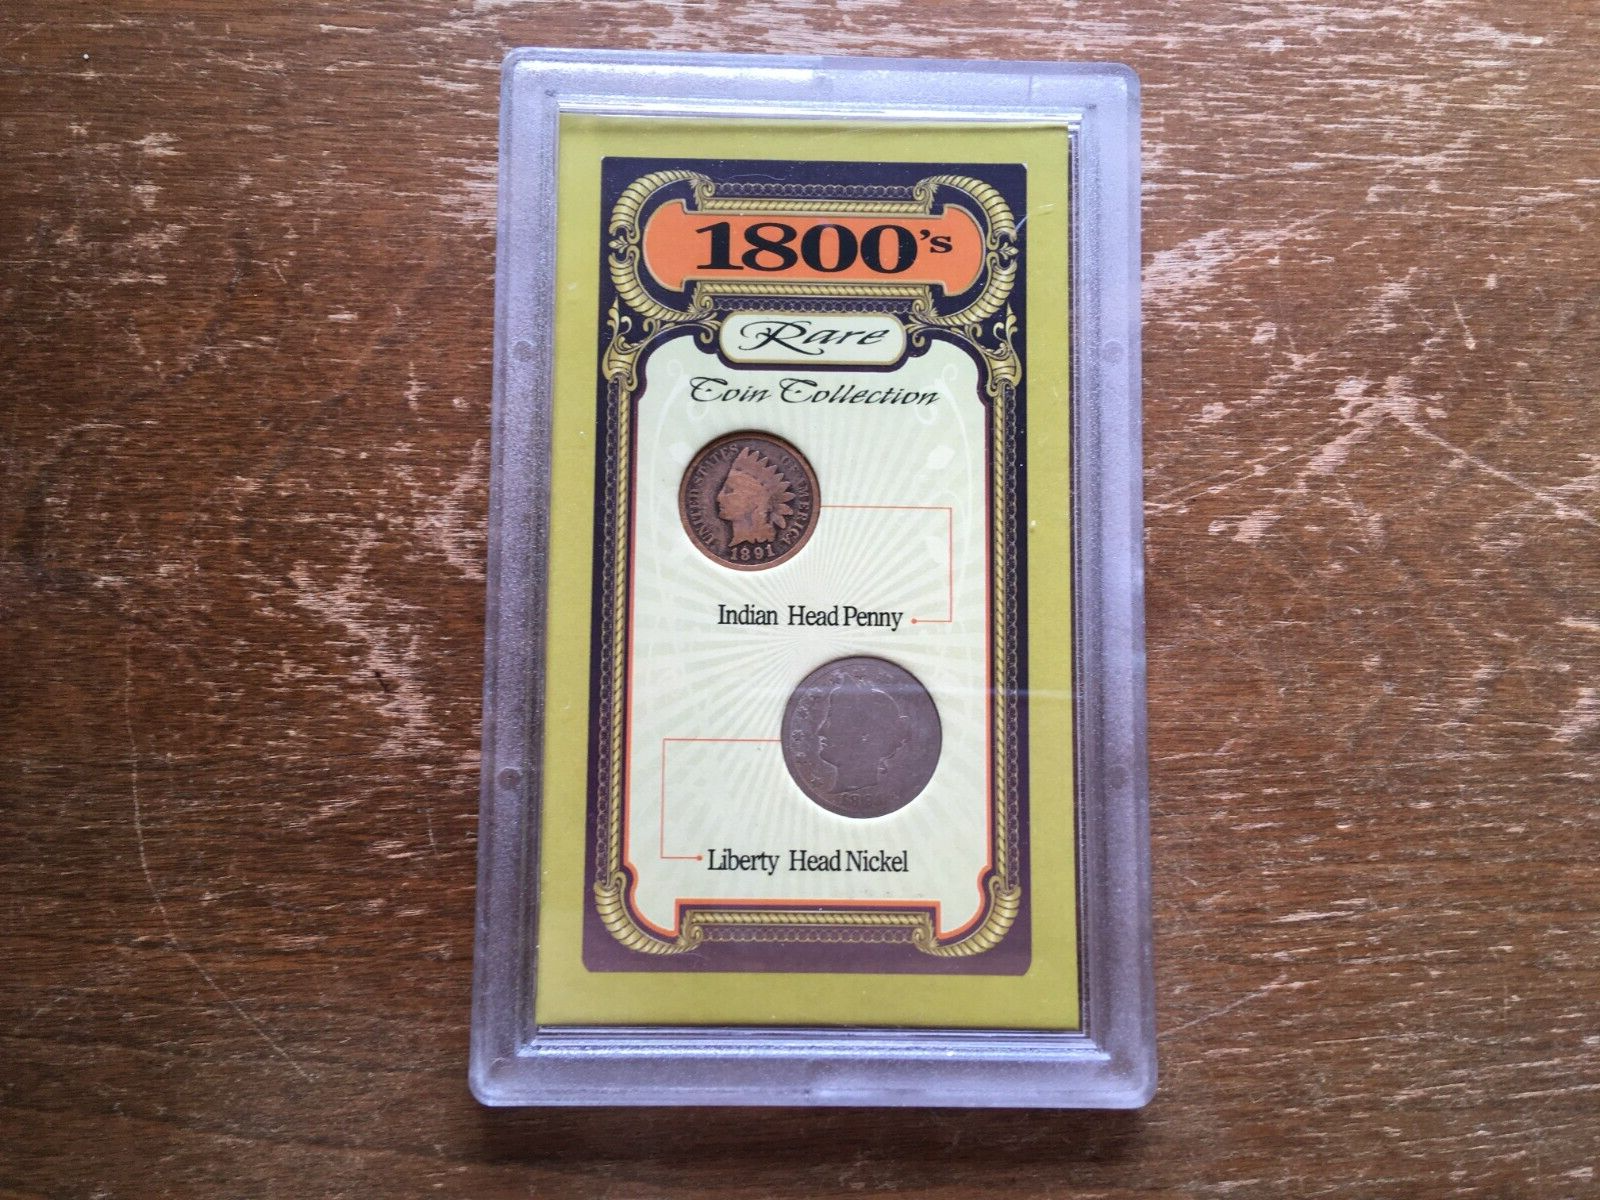 1800's
Rare
Coin Collection
UNITED STATES OF AMERICA
1891
Indian Head Penny
Liberty Head Nickel